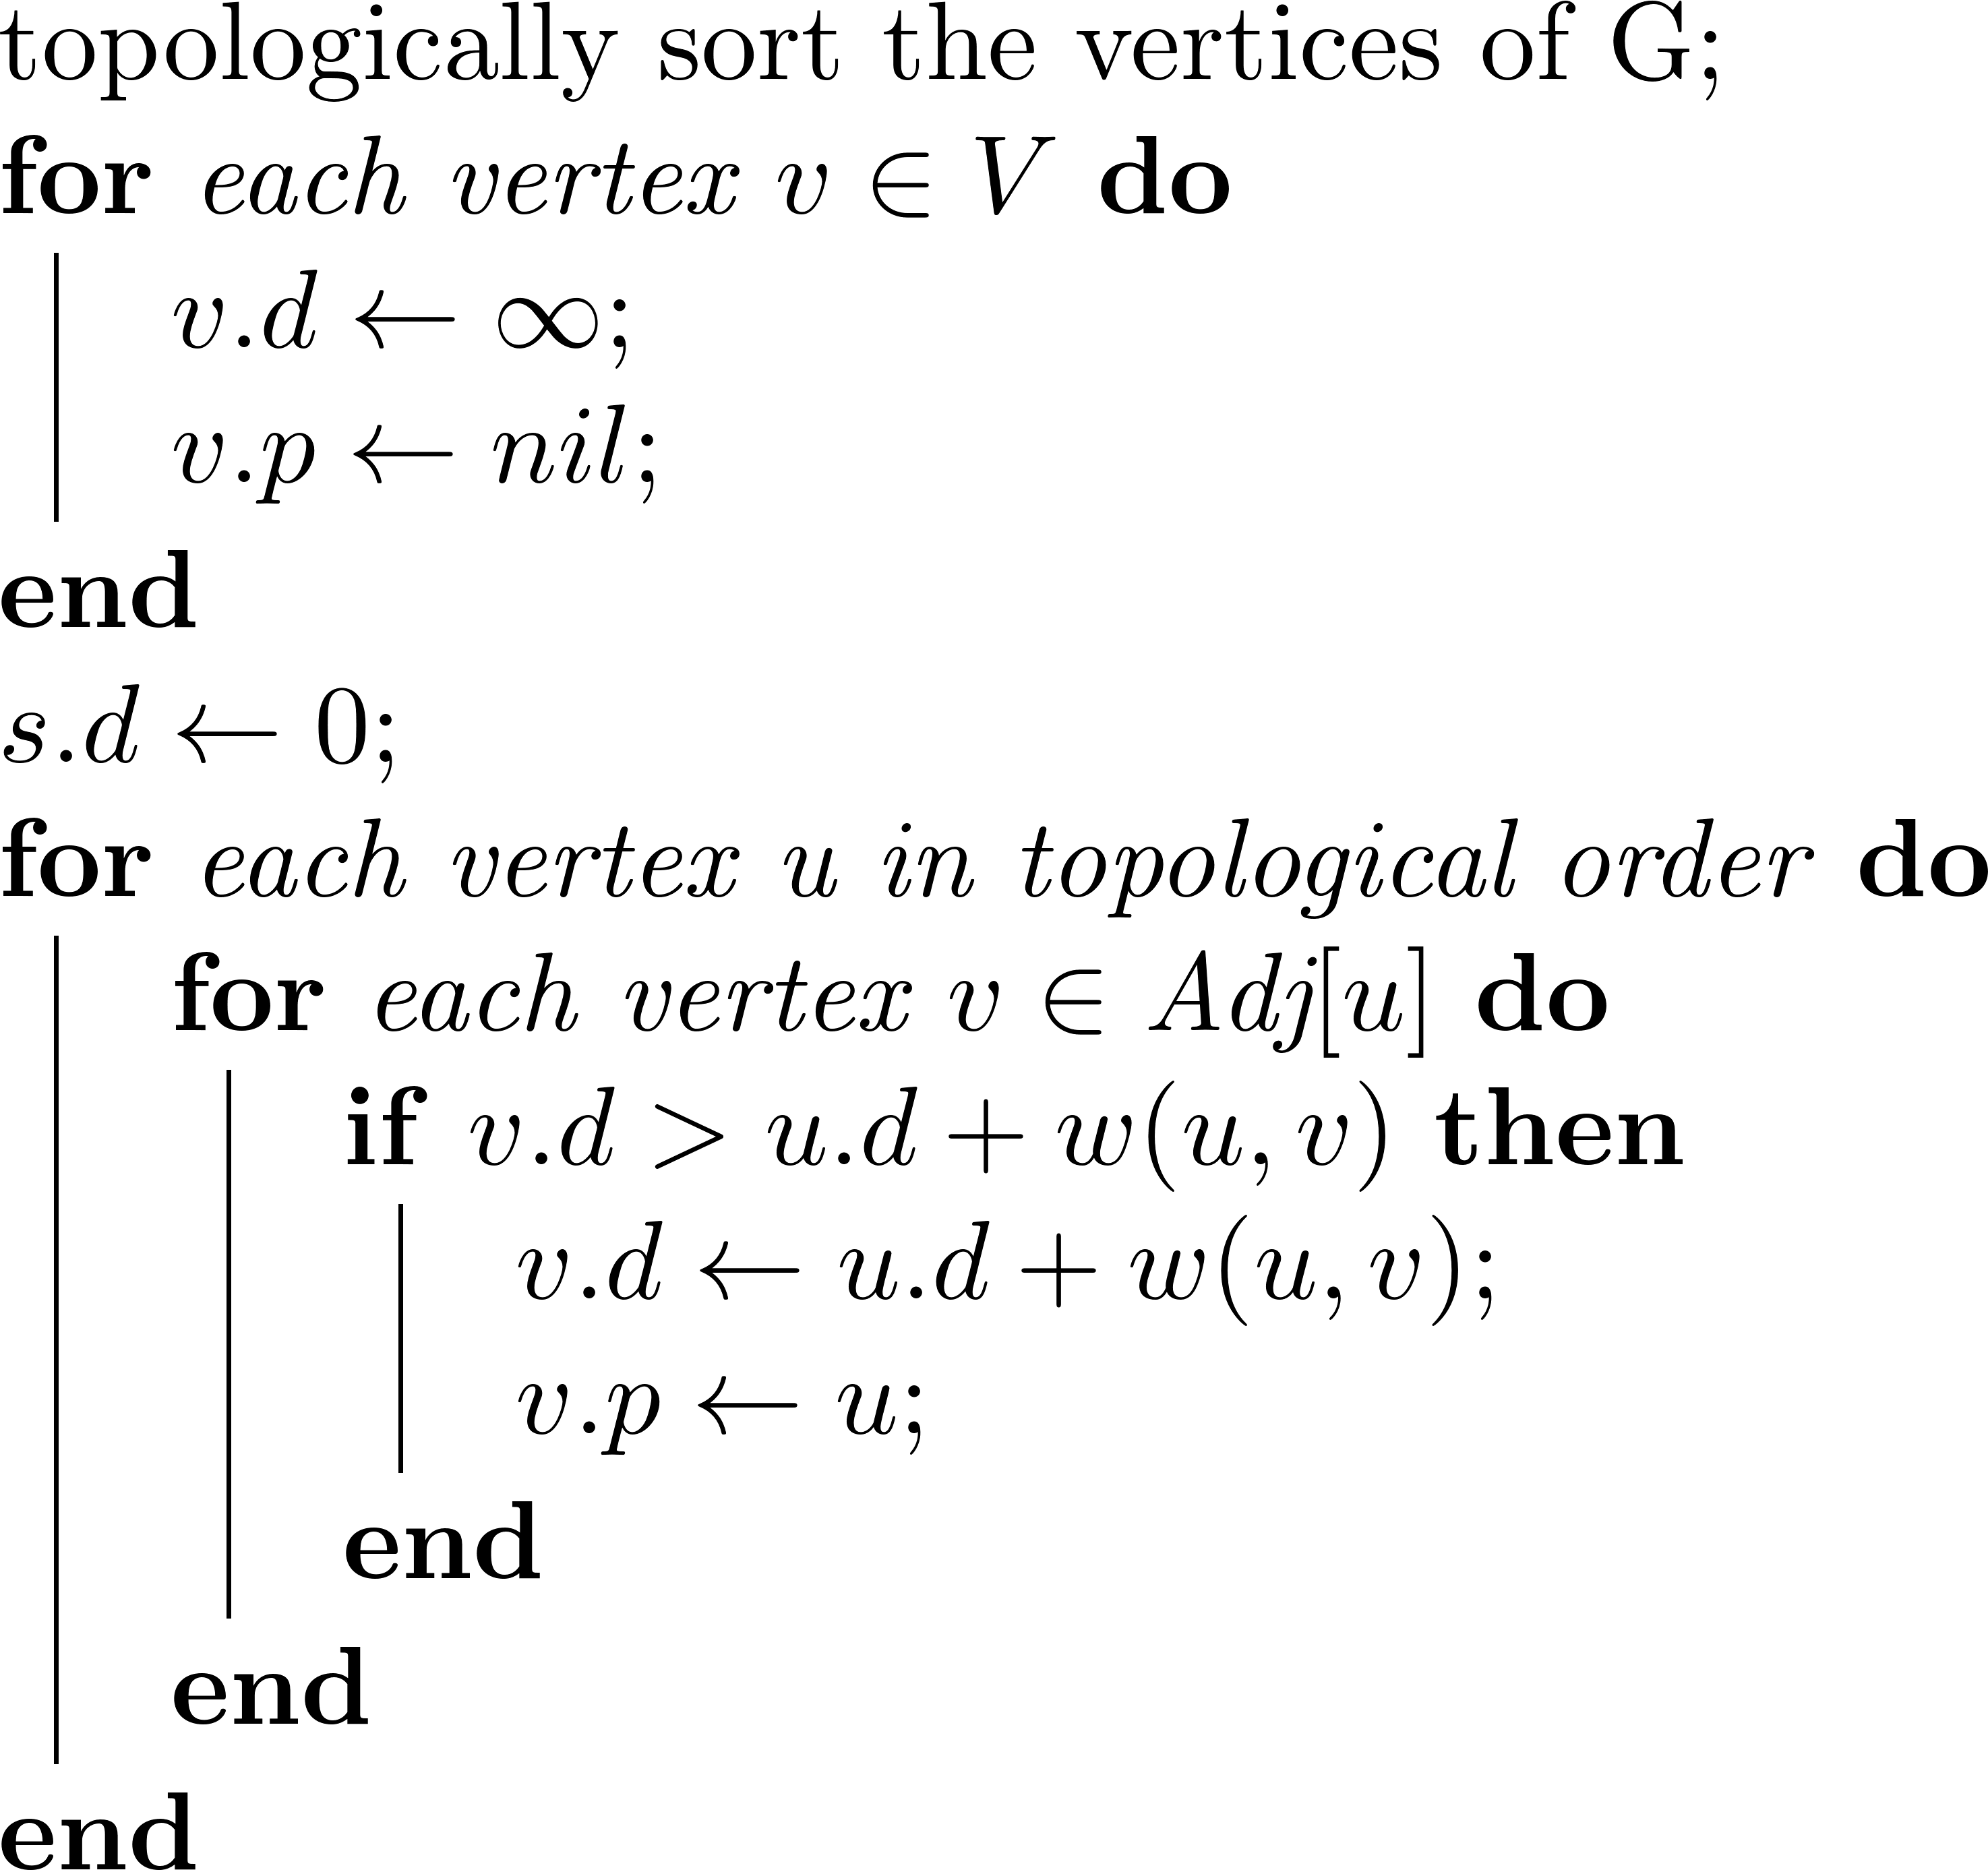 topologically sort the vertices of G;
for each vertex v ∈ V do
v.d ← ∞;
v.p ← nil;
end
s.d ← 0;
for each vertex u in topological order do
for each vertex v ∈ Adj[u] do
if v.d > u.d + w(u, v) then
v.d ← u.d + w(u, v);
v.p ← u;
end
end
end